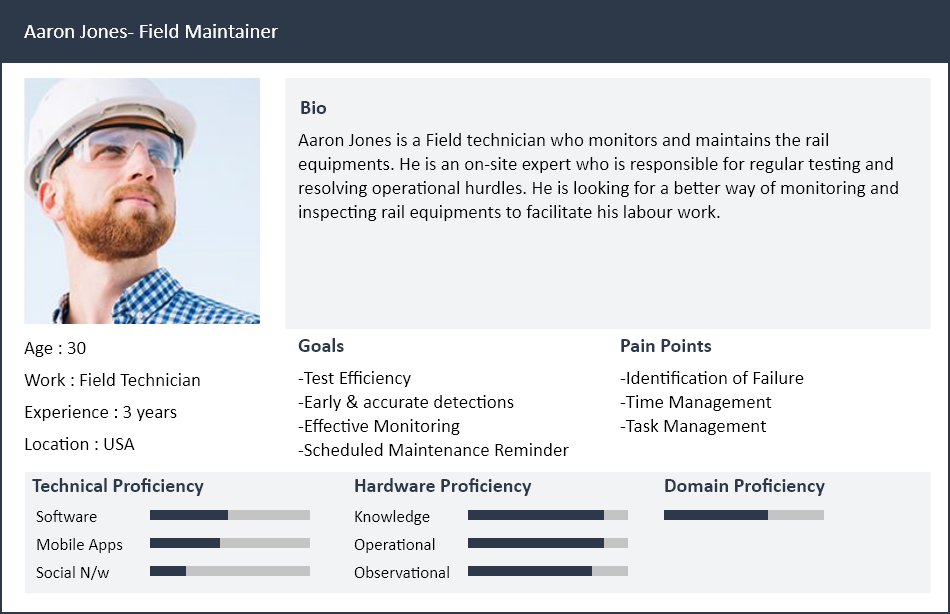 Aaron Jones- Field Maintainer
Bio
Aaron Jones is a Field technician who monitors and maintains the rail
equipments. He is an on-site expert who is responsible for regular testing and
resolving operational hurdles. He is looking for a better way of monitoring and
inspecting rail equipments to facilitate his labour work.
Age : 30
Work : Field Technician
Experience : 3 years
Location : USA
Goals
-Test Efficiency
-Early & accurate detections
-Effective Monitoring
-Scheduled Maintenance Reminder
Pain Points
-Identification of Failure
-Time Management
-Task Management
Technical Proficiency
Software
Mobile Apps
Social N/w
Hardware Proficiency
Knowledge
Operational
Observational
Domain Proficiency